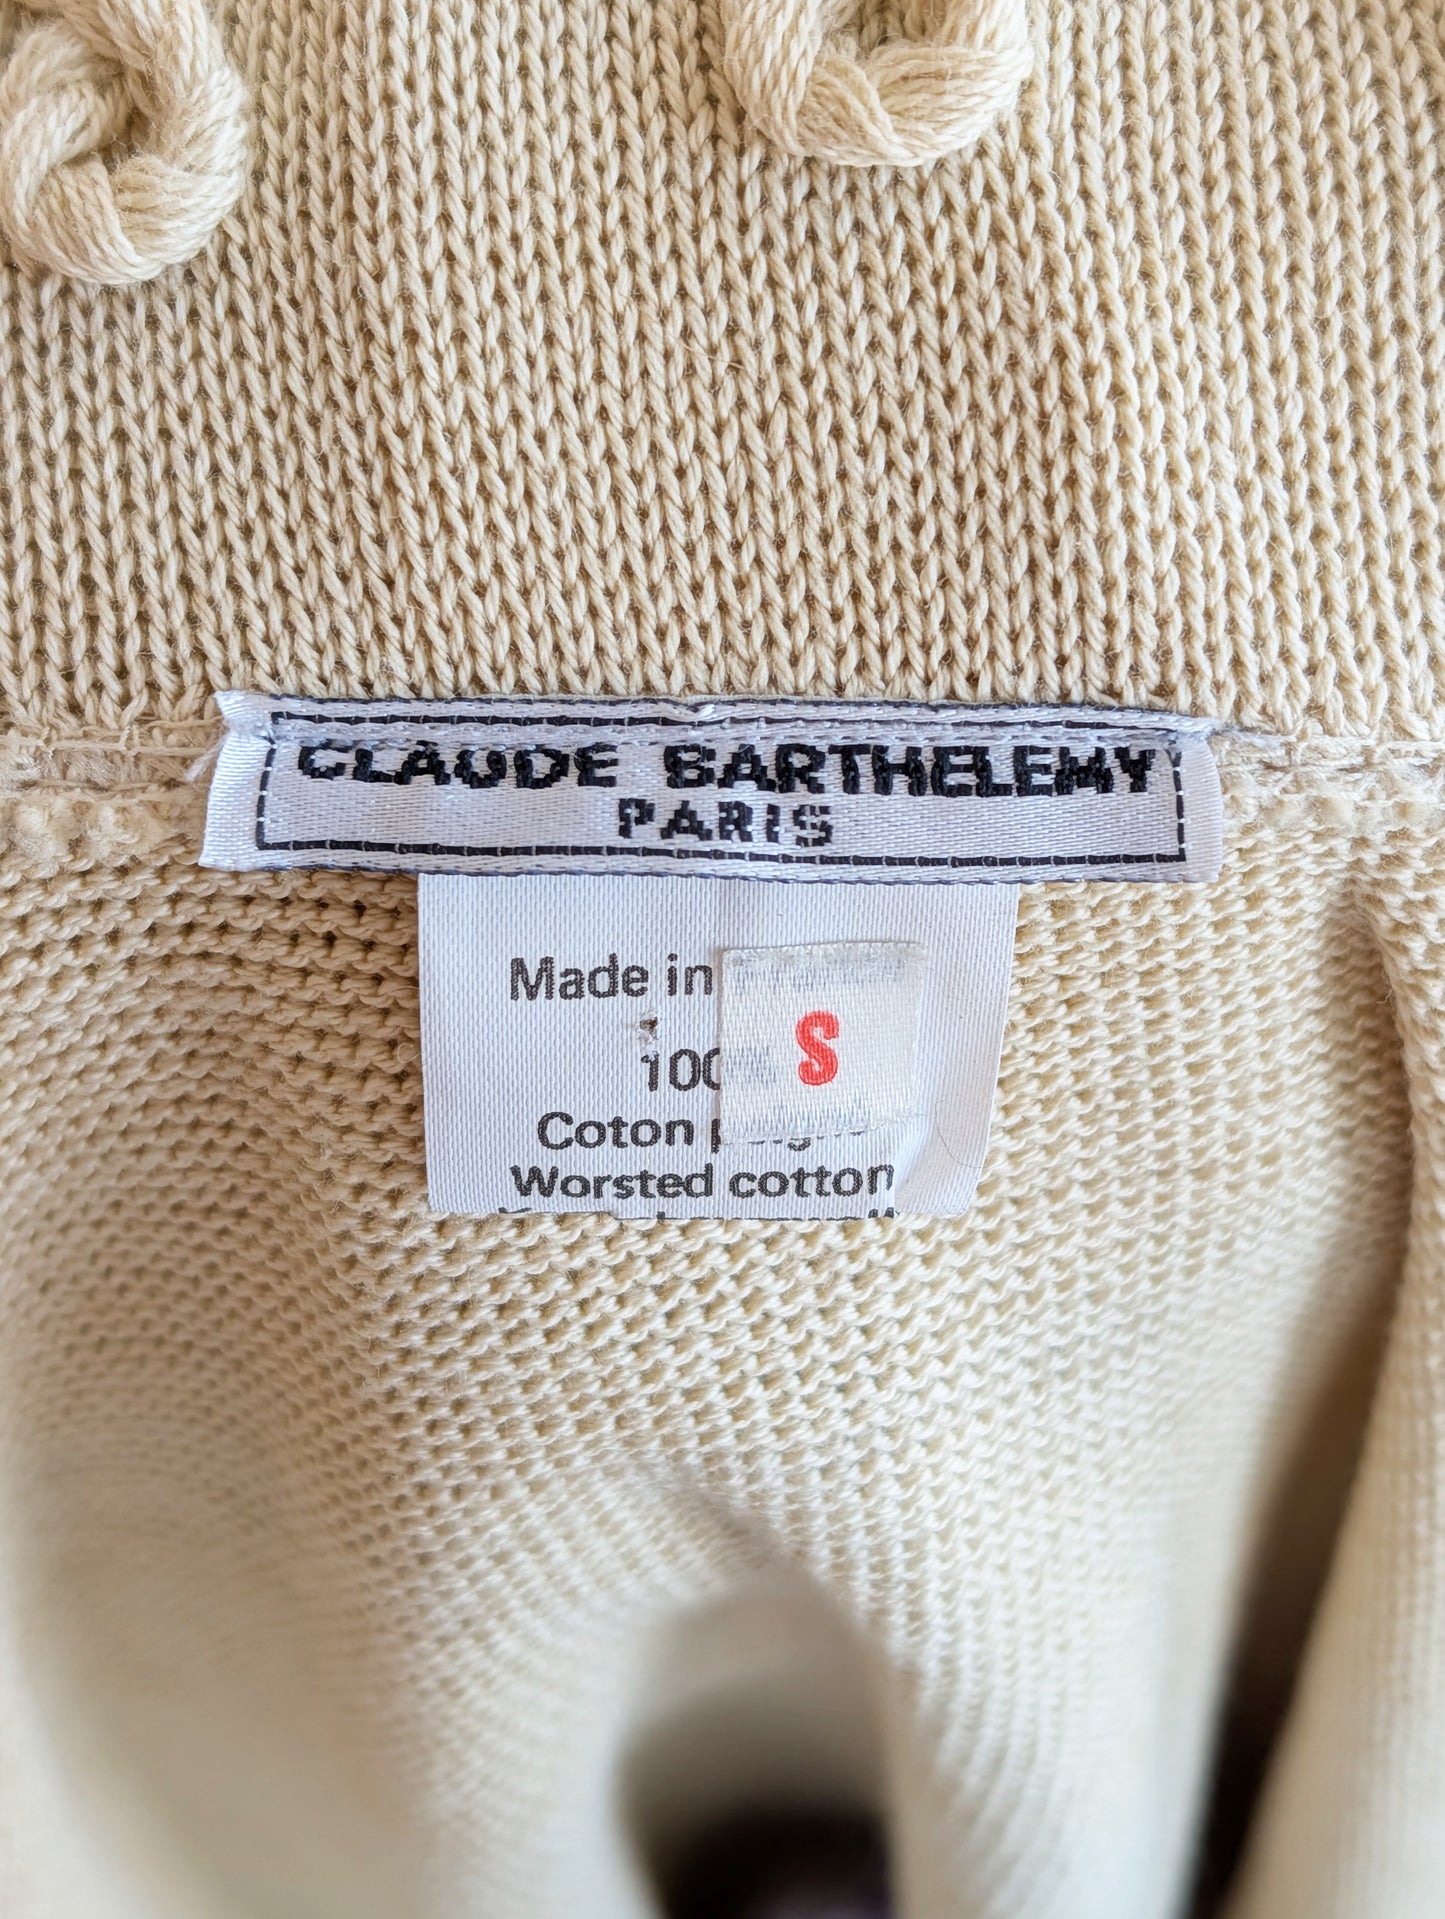 CLAUDE BARTHELEMY
PARIS
Made in
S
100
Coton
Worsted cotton